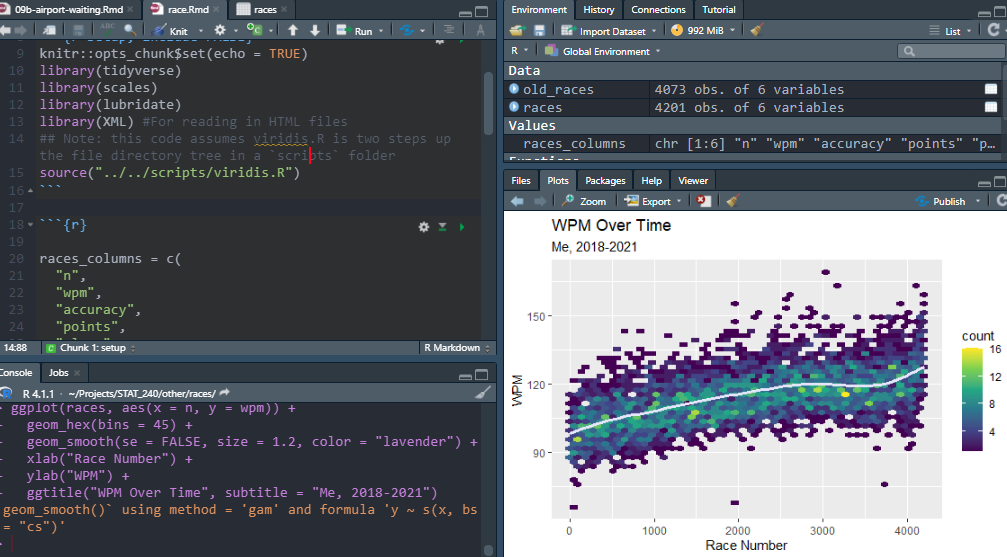 09b-airport-waiting.Rmd × race.Rmd × races ×
ABC Knit Run
9 knitr::opts_chunk$set(echo = TRUE)
10 library(tidyverse)
11 library(scales)
12 library(lubridate)
13 library(XML) #For reading in HTML files
14 ## Note: this code assumes viridis.R is two steps up
the file directory tree in a `scripts` folder
15 source("../../scripts/viridis.R")
16 ```
17
18 ```{r}
19
20 races_columns = c(
21 "n",
22 "wpm",
23 "accuracy",
24 "points",
14:88 C Chunk 1: setup R Markdown
Console Jobs ×
R 4.1.1 · ~/Projects/STAT_240/other/races/
> ggplot(races, aes(x = n, y = wpm)) +
+ geom_hex(bins = 45) +
+ geom_smooth(se = FALSE, size = 1.2, color = "lavender") +
+ xlab("Race Number") +
+ ylab("WPM") +
+ ggtitle("WPM Over Time", subtitle = "Me, 2018-2021")
geom_smooth()` using method = 'gam' and formula 'y ~ s(x, bs
= "cs")'
>
Environment History Connections Tutorial
Import Dataset 992 MiB List
R Global Environment
Data
old_races 4073 obs. of 6 variables
races 4201 obs. of 6 variables
Values
races_columns chr [1:6] "n" "wpm" "accuracy" "points" "p…
Files Plots Packages Help Viewer
Zoom Export Publish
WPM Over Time
Me, 2018-2021
150
120
90
WPM
0 1000 2000 3000 4000
Race Number
count
16
12
8
4